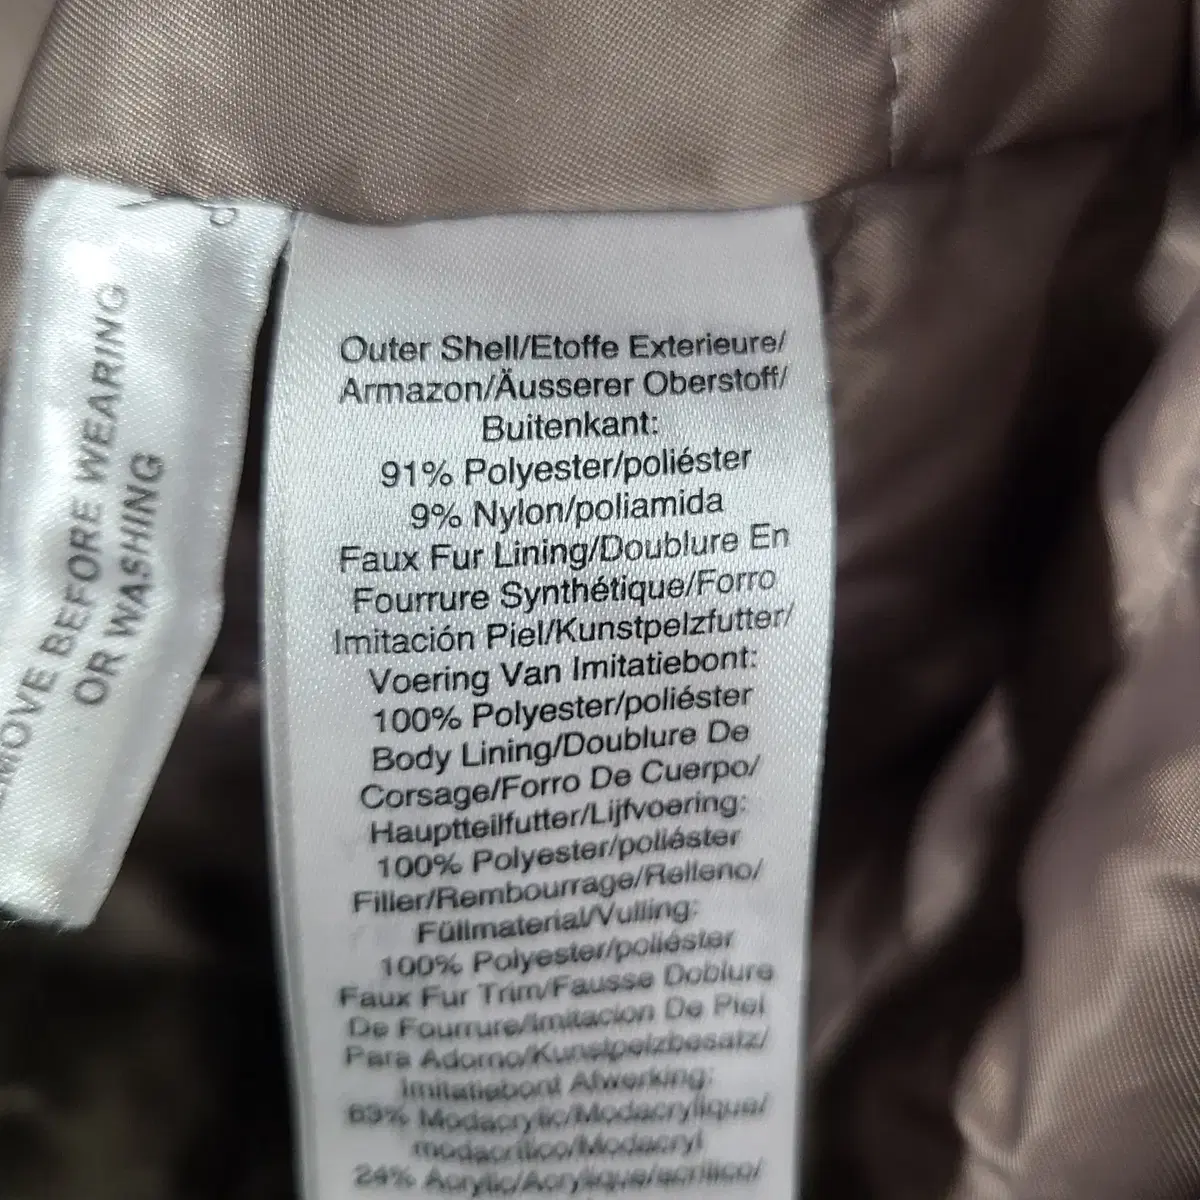 MOVE BEFORE WEARING
OR WASHING
Outer Shell/Etoffe Exterieure/
Armazon/Äusserer Oberstoff/
Buitenkant:
91% Polyester/poliéster
9% Nylon/poliamida
Faux Fur Lining/Doublure En
Fourrure Synthétique/Forro
Imitación Piel/Kunstpelzfutter/
Voering Van Imitatiebont:
100% Polyester/poliéster
Body Lining/Doublure De
Corsage/Forro De Cuerpo/
Hauptteilfutter/Lijfvoering:
100% Polyester/poliéster
Filler/Rembourrage/Relleno/
Füllmaterial/Vulling:
100% Polyester/poliéster
Faux Fur Trim/Fausse Doblure
De Fourrure/Imitacion De Piel
Para Adorno/Kunstpelzbesatz/
Imitatiebont Afwerking:
63% Modacrylic/Modacrylique/
modacrilico/Modacryl
24% Acrylic/Acrylique/acrilico/